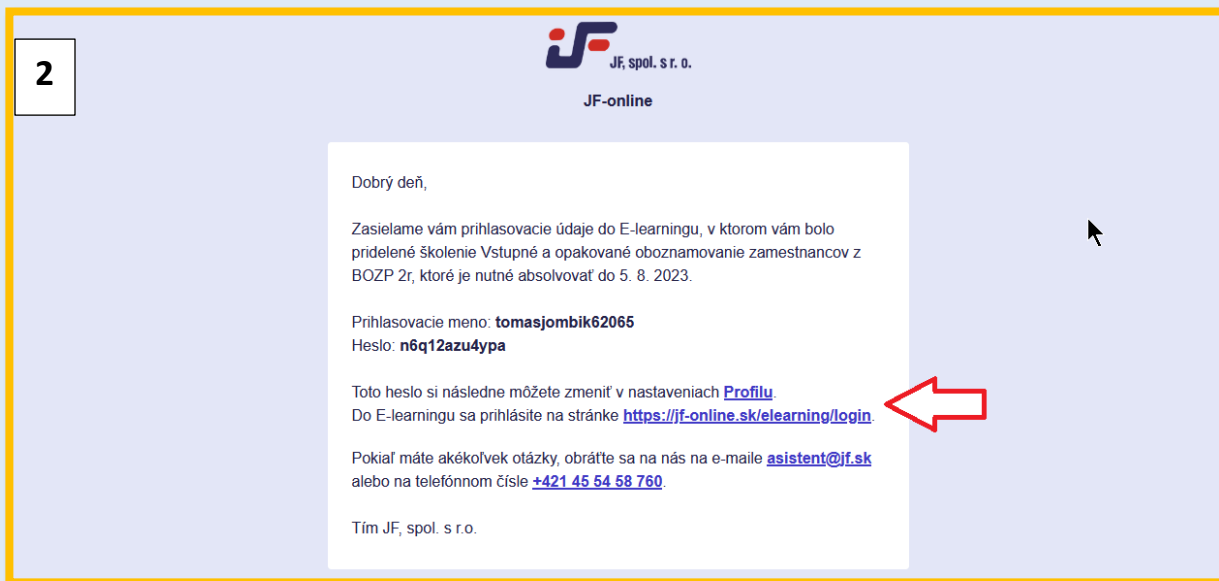 2
JF, spol. s r. o.
JF-online
Dobrý deň,
Zasielame vám prihlasovacie údaje do E-learningu, v ktorom vám bolo
pridelené školenie Vstupné a opakované oboznamovanie zamestnancov z
BOZP 2r, ktoré je nutné absolvovať do 5. 8. 2023.
Prihlasovacie meno: tomasjombik62065
Heslo: n6q12azu4ypa
Toto heslo si následne môžete zmeniť v nastaveniach Profilu.
Do E-learningu sa prihlásite na stránke https://jf-online.sk/elearning/login.
Pokiaľ máte akékoľvek otázky, obráťte sa na nás na e-maile asistent@jf.sk
alebo na telefónnom čísle +421 45 54 58 760.
Tím JF, spol. s r.o.